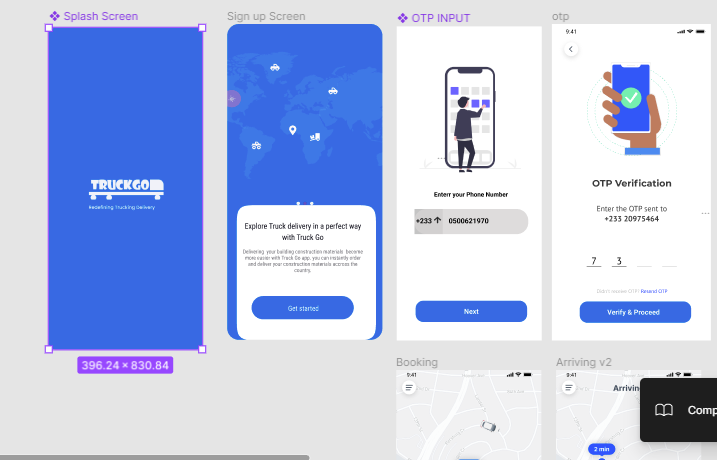 Splash Screen
Sign up Screen
OTP INPUT
otp
TRUCKGO
Redefining Trucking Delivery
396.24 × 830.84
Explore Truck delivery in a perfect way
with Truck Go
Delivering your building construction materials become
more easier with Truck Go app, you can instantly order
and deliver your construction materials accross the
country.
Get started
Enterr your Phone Number
+233
0500621970
Next
9:41
OTP Verification
Enter the OTP sent to
+233 20975464
7 3
Didn't receive OTP? Resend OTP
Verify & Proceed
Booking
9:41
Arriving v2
9:41
Arrivin
2 min
Comp